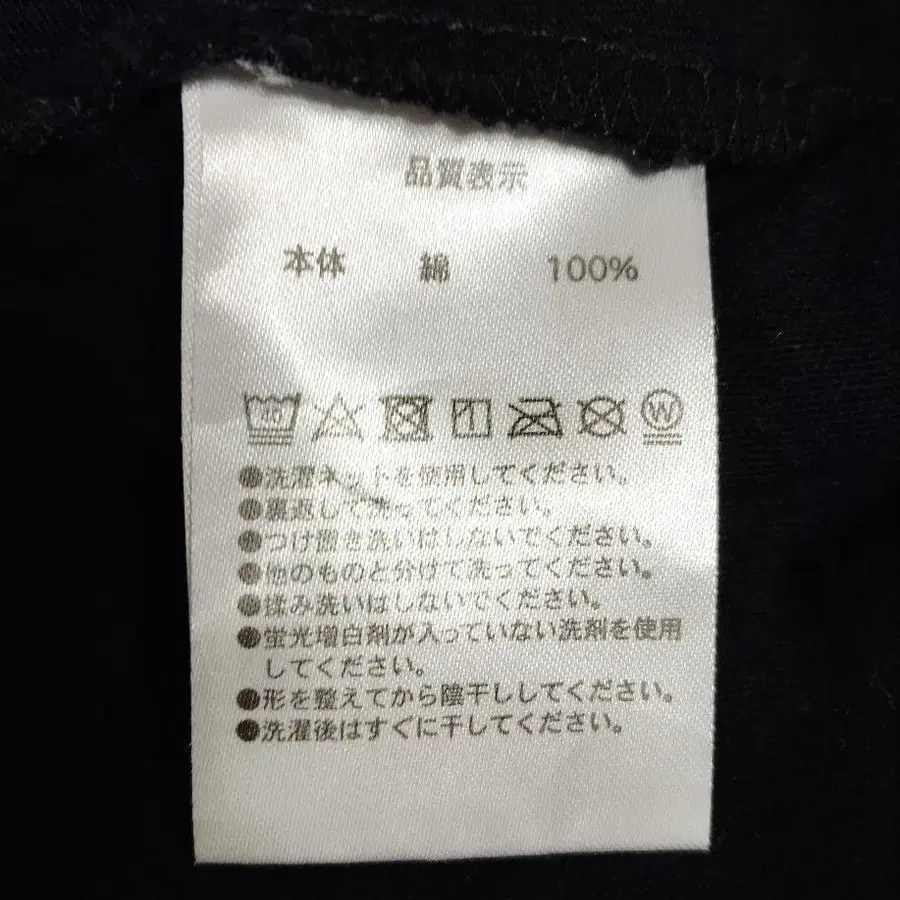 品質表示
本体 綿 100%
W
●洗濯ネットを使用してください。
●裏返して洗ってください。
●つけ置き洗いはしないでください。
●他のものと分けて洗ってください。
●揉み洗いはしないでください。
●蛍光増白剤が入っていない洗剤を使用
してください。
●形を整えてから陰干ししてください。
●洗濯後はすぐに干してください。